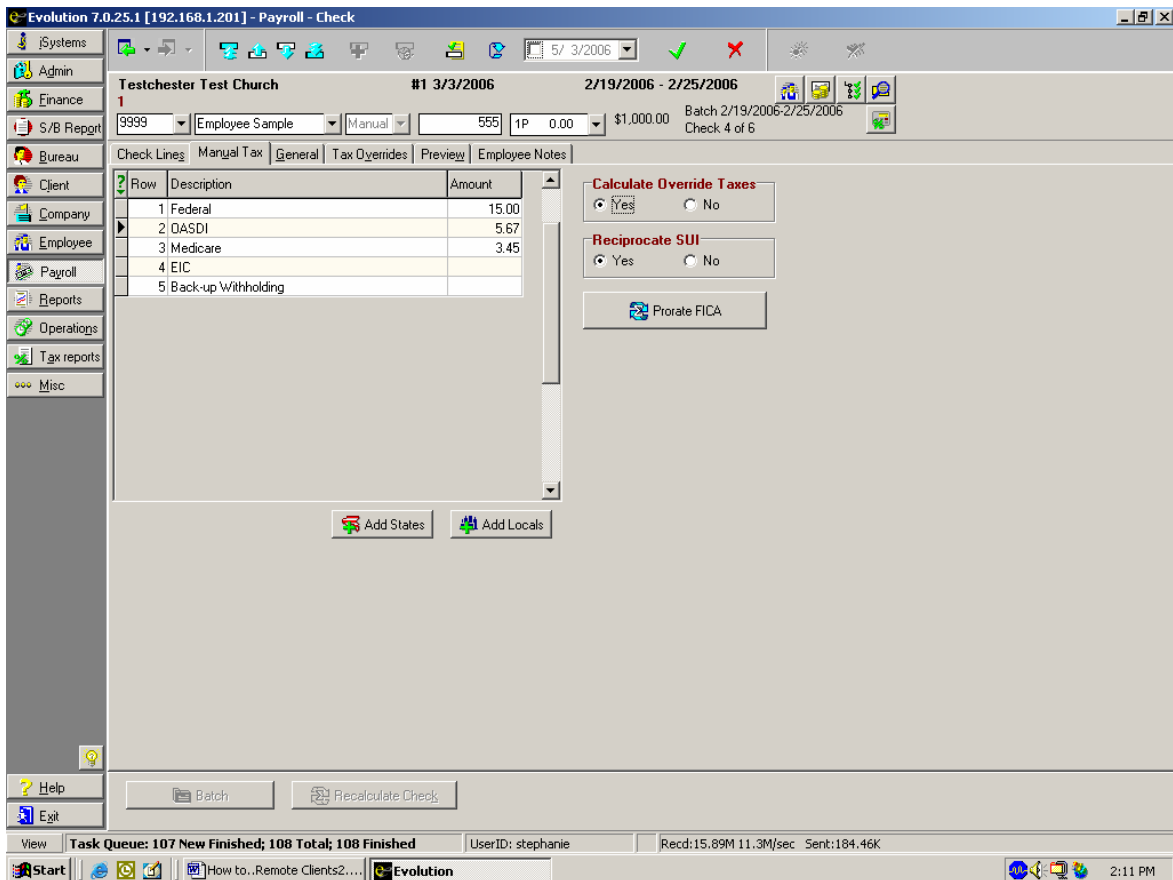 Evolution 7.0.25.1 [192.168.1.201] - Payroll - Check
iSystems
Admin
Finance
S/B Report
Bureau
Client
Company
Employee
Payroll
Reports
Operations
Tax reports
Misc
Help
Exit
5/ 3/2006
Testchester Test Church #1 3/3/2006 2/19/2006 - 2/25/2006
1
9999 Employee Sample Manual 555 1P 0.00 $1,000.00
Batch 2/19/2006-2/25/2006
Check 4 of 6
Check Lines Manual Tax General Tax Overrides Preview Employee Notes
? Row Description Amount
1 Federal 15.00
2 OASDI 5.67
3 Medicare 3.45
4 EIC
5 Back-up Withholding
Calculate Override Taxes
Yes No
Reciprocate SUI
Yes No
Prorate FICA
Add States Add Locals
Batch Recalculate Check
View Task Queue: 107 New Finished; 108 Total; 108 Finished UserID: stephanie Recd:15.89M 11.3M/sec Sent:184.46K
Start How to..Remote Clients2.... Evolution 2:11 PM